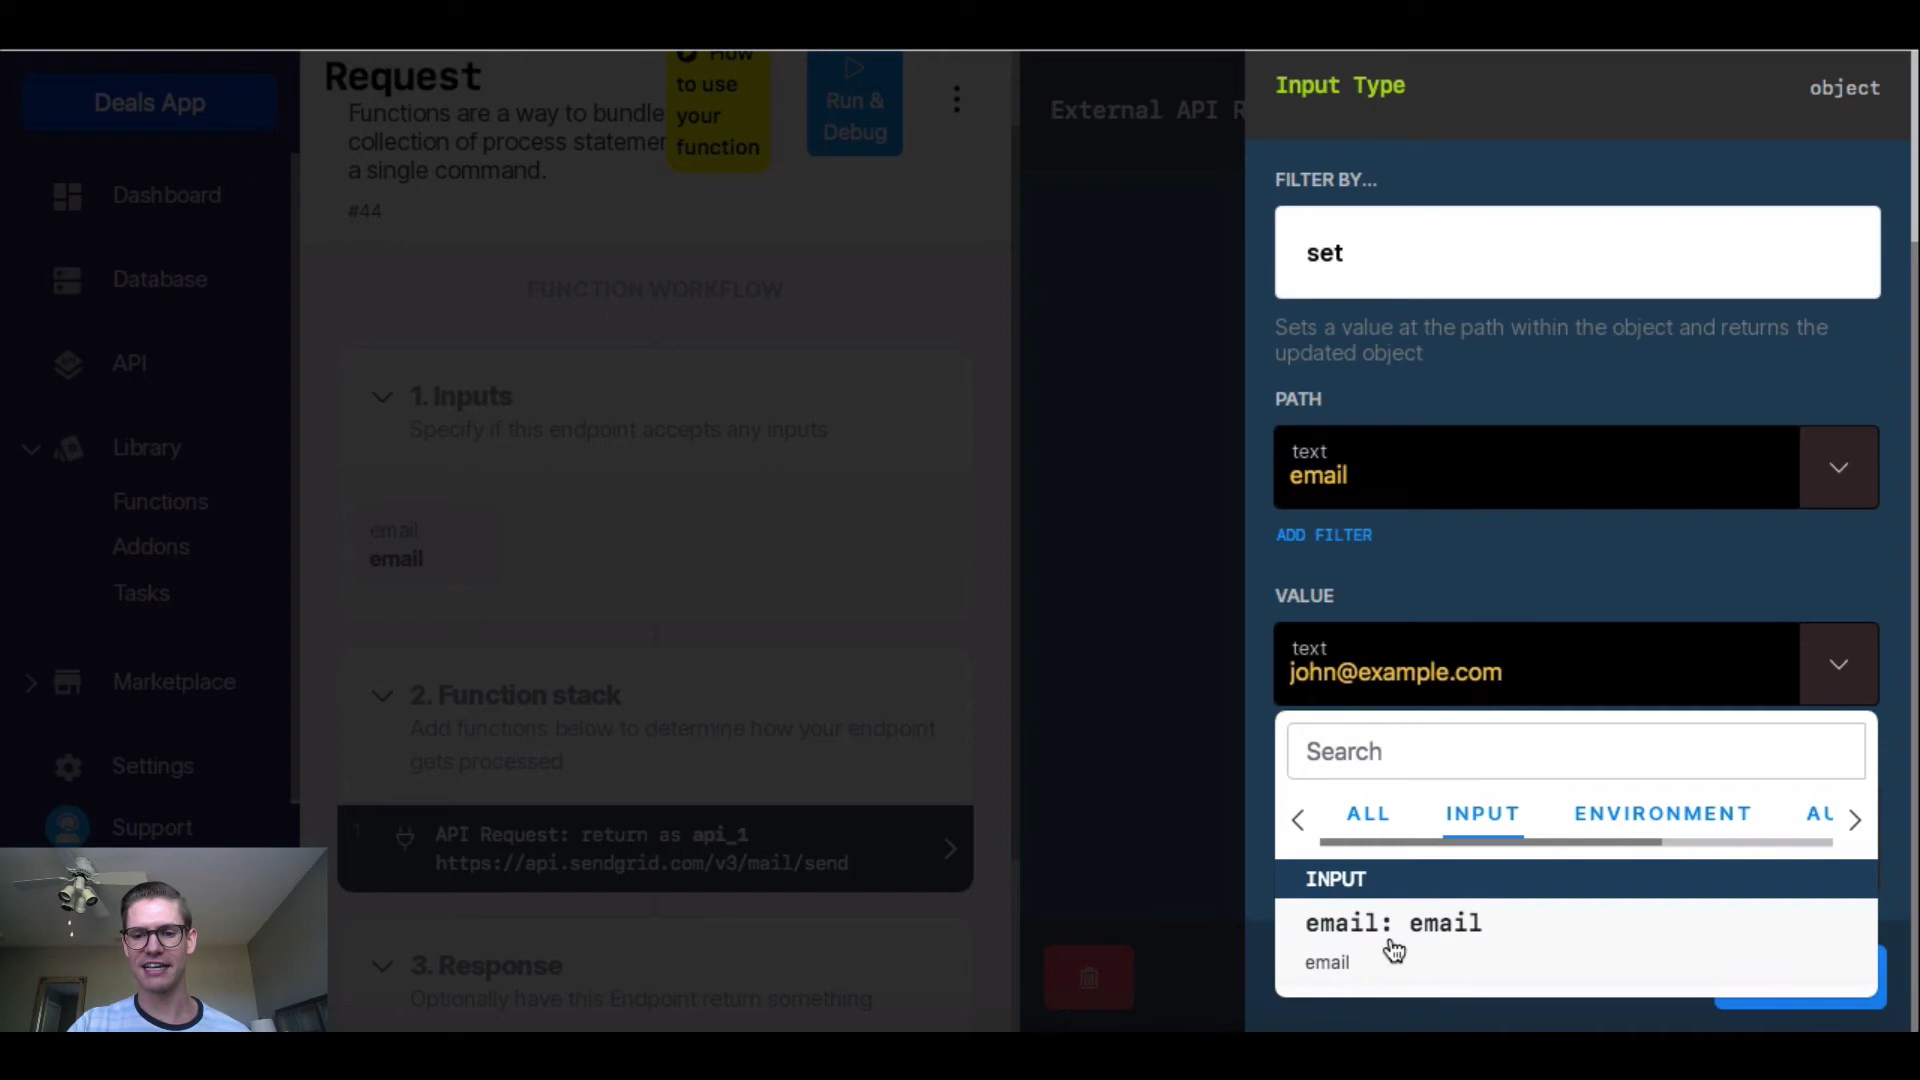 Deals App
Dashboard
Database
API
Library
Functions
Addons
Tasks
Marketplace
Settings
Support
Request
Functions are a way to bundle
collection of process statemen
a single command.
#44
How
to use
your
function
Run &
Debug
FUNCTION WORKFLOW
1. Inputs
Specify if this endpoint accepts any inputs
email
email
2. Function stack
Add functions below to determine how your endpoint
gets processed
1
API Request: return as api_1
https://api.sendgrid.com/v3/mail/send
3. Response
Optionally have this Endpoint return something
External API R
Input Type
object
FILTER BY...
set
Sets a value at the path within the object and returns the
updated object
PATH
text
email
ADD FILTER
VALUE
text
john@example.com
Search
ALL INPUT ENVIRONMENT AU
INPUT
email: email
email